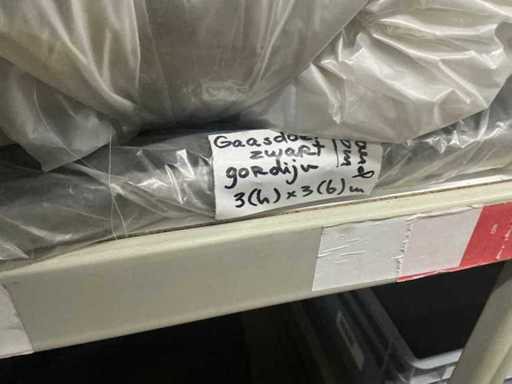 Gaasdoek
zwart
gordijn
3(h) x 3(b) m